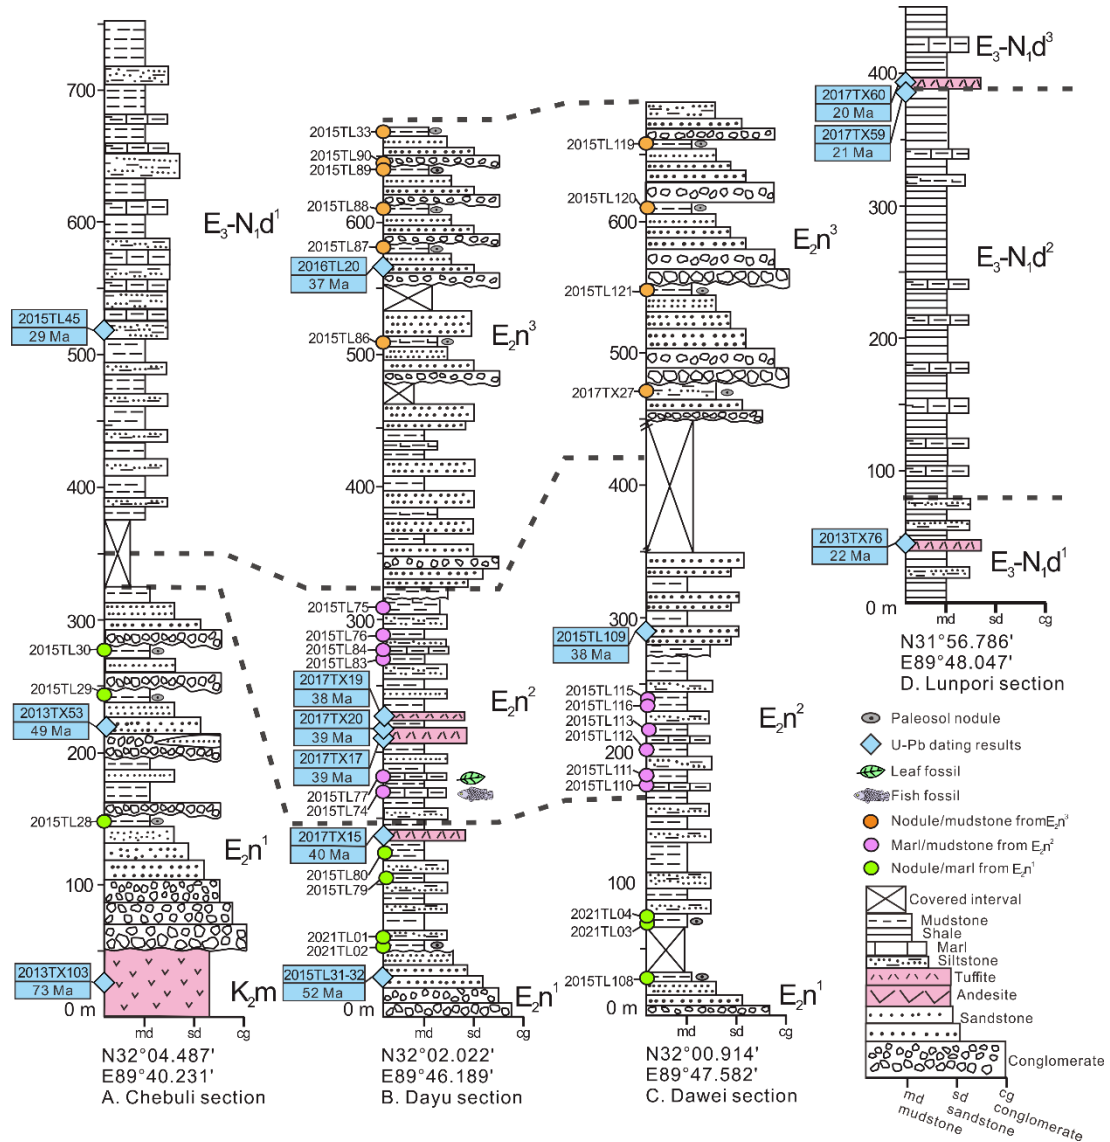 700
600
500
400
300
200
100
0 m
E₃-N₁d¹
2015TL45
29 Ma
2015TL30
2015TL29
2013TX53
49 Ma
2015TL28
E₂n¹
2013TX103
73 Ma
K₂m
md sd cg
N32°04.487'
E89°40.231'
A. Chebuli section
2015TL33
2015TL90
2015TL89
2015TL88
600
2015TL87
2016TL20
37 Ma
2015TL86
500
E₂n³
400
300
2015TL75
2015TL76
2015TL84
2015TL83
2017TX19
38 Ma
2017TX20
39 Ma
2017TX17
39 Ma
E₂n²
2015TL77
2015TL74
2017TX15
40 Ma
2015TL80
2015TL79
2021TL01
2021TL02
2015TL31-32
52 Ma
0 m
E₂n¹
md sd cg
N32°02.022'
E89°46.189'
B. Dayu section
2015TL119
2015TL120
600
E₂n³
2015TL121
500
2017TX27
400
300
2015TL109
38 Ma
2015TL115
2015TL116
2015TL113
2015TL112
200
2015TL111
2015TL110
E₂n²
100
2021TL04
2021TL03
2015TL108
0 m
E₂n¹
md sd cg
N32°00.914'
E89°47.582'
C. Dawei section
E₃-N₁d³
400
2017TX60
20 Ma
2017TX59
21 Ma
300
E₃-N₁d²
200
100
2013TX76
22 Ma
E₃-N₁d¹
0 m
md sd cg
N31°56.786'
E89°48.047'
D. Lunpori section
Paleosol nodule
U-Pb dating results
Leaf fossil
Fish fossil
Nodule/mudstone from E₂n³
Marl/mudstone from E₂n²
Nodule/marl from E₂n¹
Covered interval
Mudstone
Shale
Marl
Siltstone
Tuffite
Andesite
Sandstone
Conglomerate
md sd cg
mudstone sandstone conglomerate